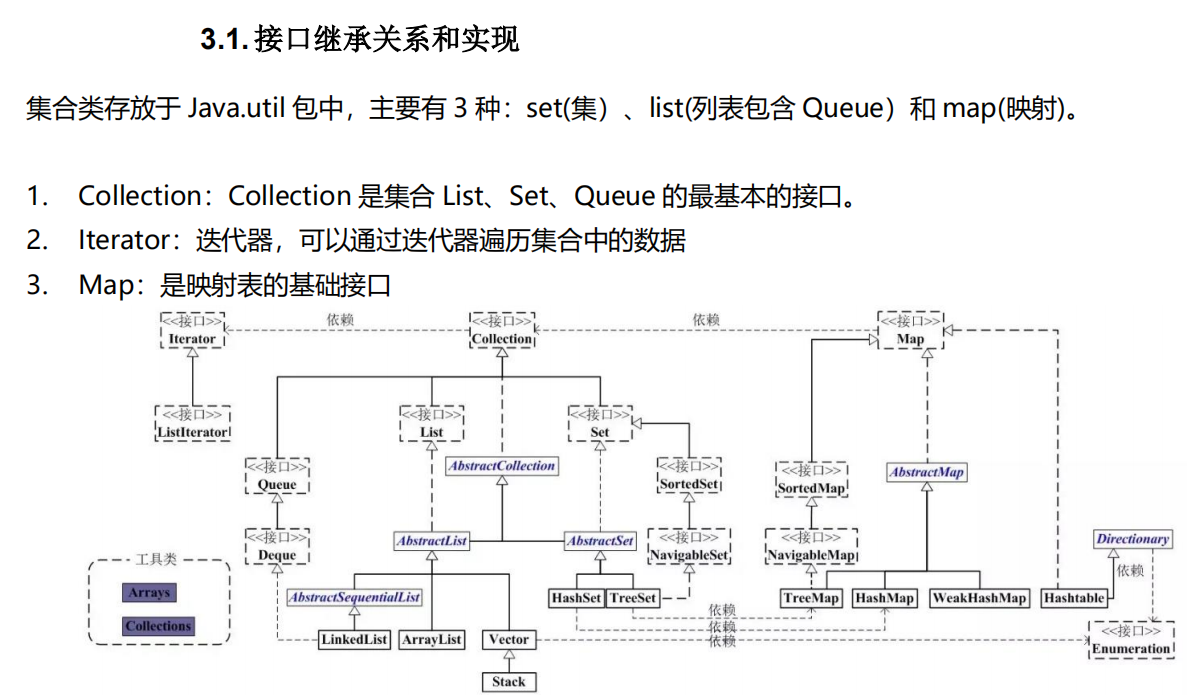 3.1. 接口继承关系和实现
集合类存放于 Java.util 包中，主要有 3 种：set(集）、list(列表包含 Queue）和 map(映射)。
1. Collection：Collection 是集合 List、Set、Queue 的最基本的接口。
2. Iterator：迭代器，可以通过迭代器遍历集合中的数据
3. Map：是映射表的基础接口
<<接口>>
Iterator
依赖
<<接口>>
Collection
依赖
<<接口>>
Map
<<接口>>
ListIterator
<<接口>>
List
<<接口>>
Set
<<接口>>
Queue
AbstractCollection
<<接口>>
SortedSet
<<接口>>
SortedMap
AbstractMap
<<接口>>
Deque
AbstractList
AbstractSet
<<接口>>
NavigableSet
<<接口>>
NavigableMap
Directionary
依赖
工具类
Arrays
Collections
AbstractSequentialList
HashSet
TreeSet
TreeMap
HashMap
WeakHashMap
Hashtable
依赖
依赖
依赖
LinkedList
ArrayList
Vector
<<接口>>
Enumeration
Stack